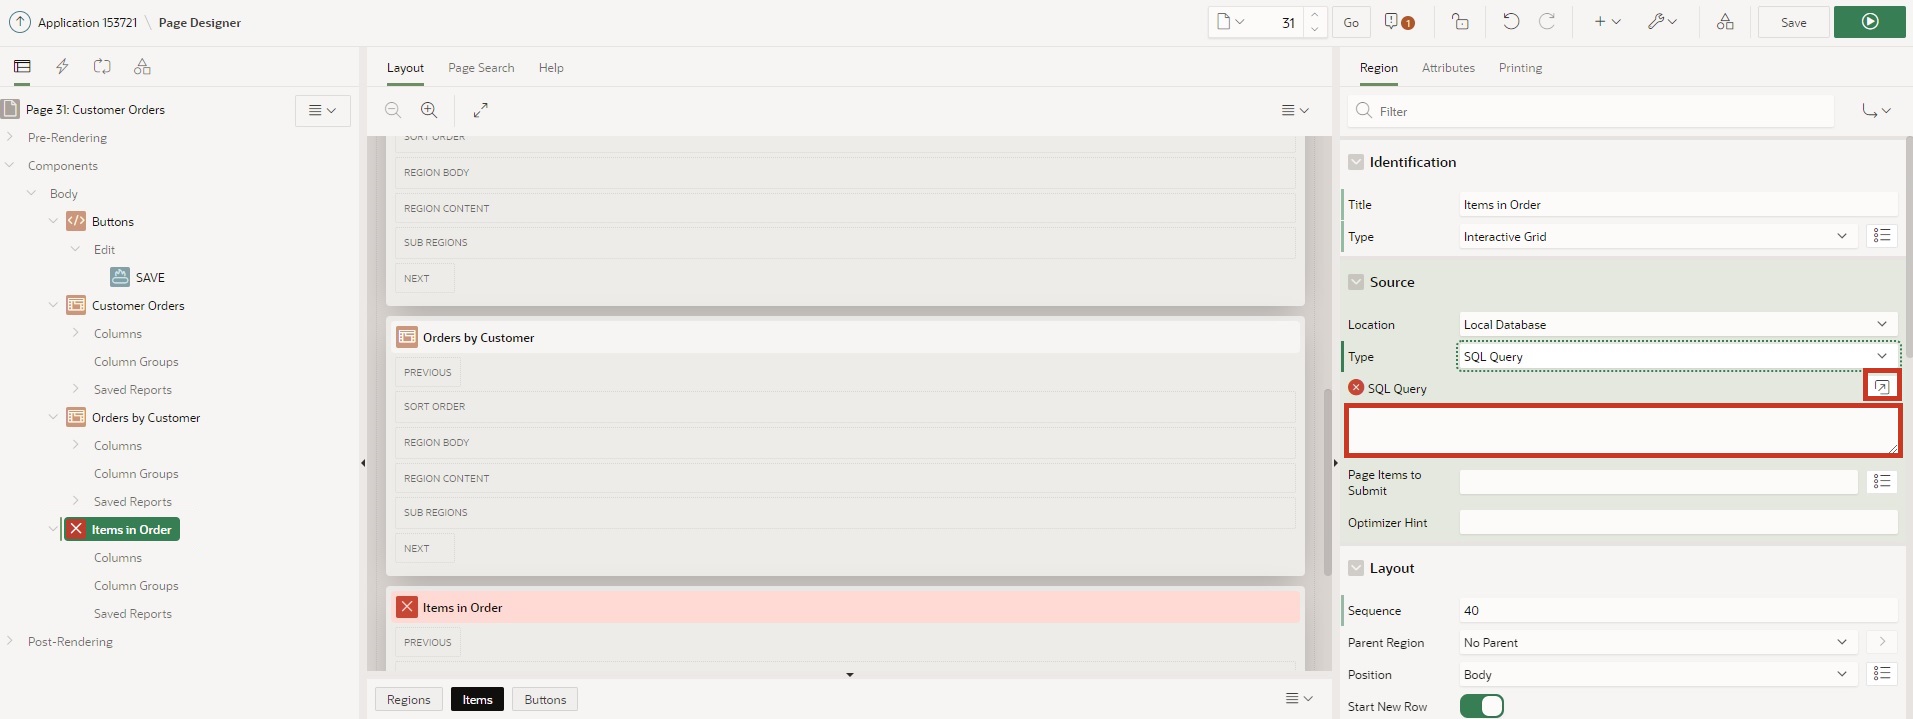 Application 153721 \ Page Designer
31
Go
1
Save
Page 31: Customer Orders
Pre-Rendering
Components
Body
Buttons
Edit
SAVE
Customer Orders
Columns
Column Groups
Saved Reports
Orders by Customer
Columns
Column Groups
Saved Reports
Items in Order
Columns
Column Groups
Saved Reports
Post-Rendering
Layout Page Search Help
SORT ORDER
REGION BODY
REGION CONTENT
SUB REGIONS
NEXT
Orders by Customer
PREVIOUS
SORT ORDER
REGION BODY
REGION CONTENT
SUB REGIONS
NEXT
Items in Order
PREVIOUS
Regions Items Buttons
Region Attributes Printing
Filter
Identification
Title Items in Order
Type Interactive Grid
Source
Location Local Database
Type SQL Query
SQL Query
Page Items to
Submit
Optimizer Hint
Layout
Sequence 40
Parent Region No Parent
Position Body
Start New Row